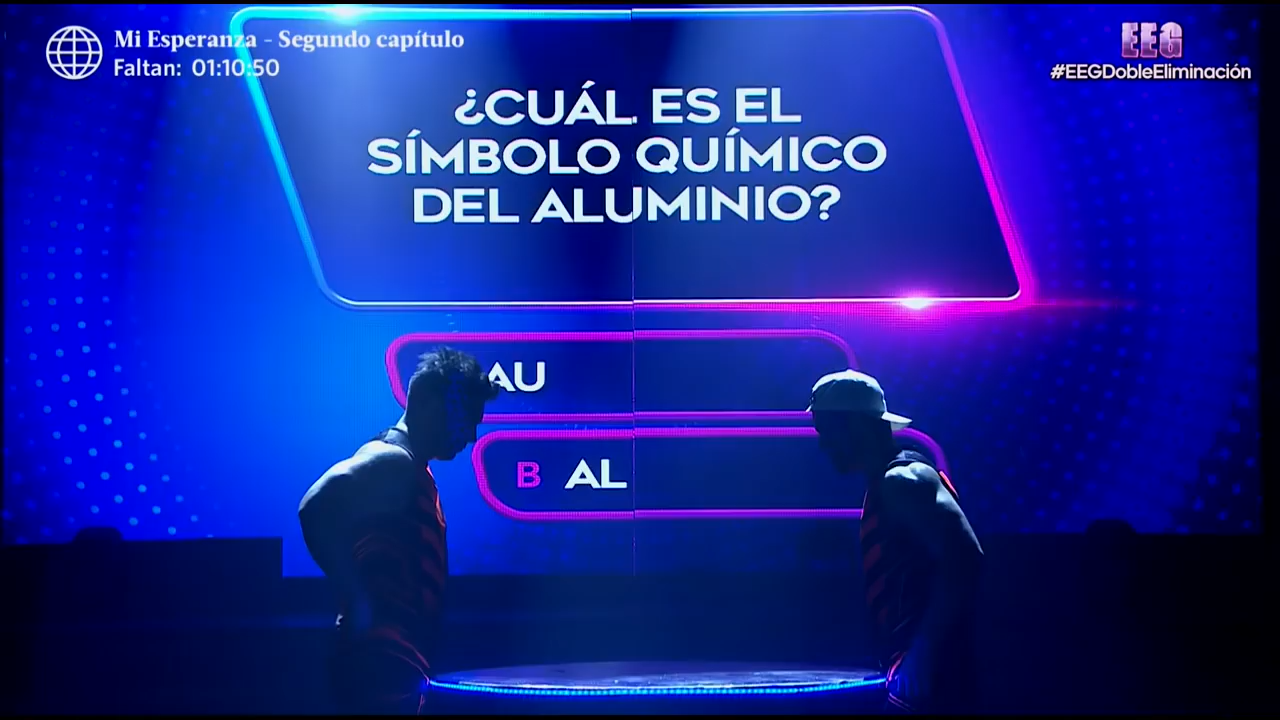 Mi Esperanza - Segundo capítulo
Faltan: 01:10:50
EEG
#EEGDobleEliminación
¿CUÁL ES EL
SÍMBOLO QUÍMICO
DEL ALUMINIO?
AU
B AL